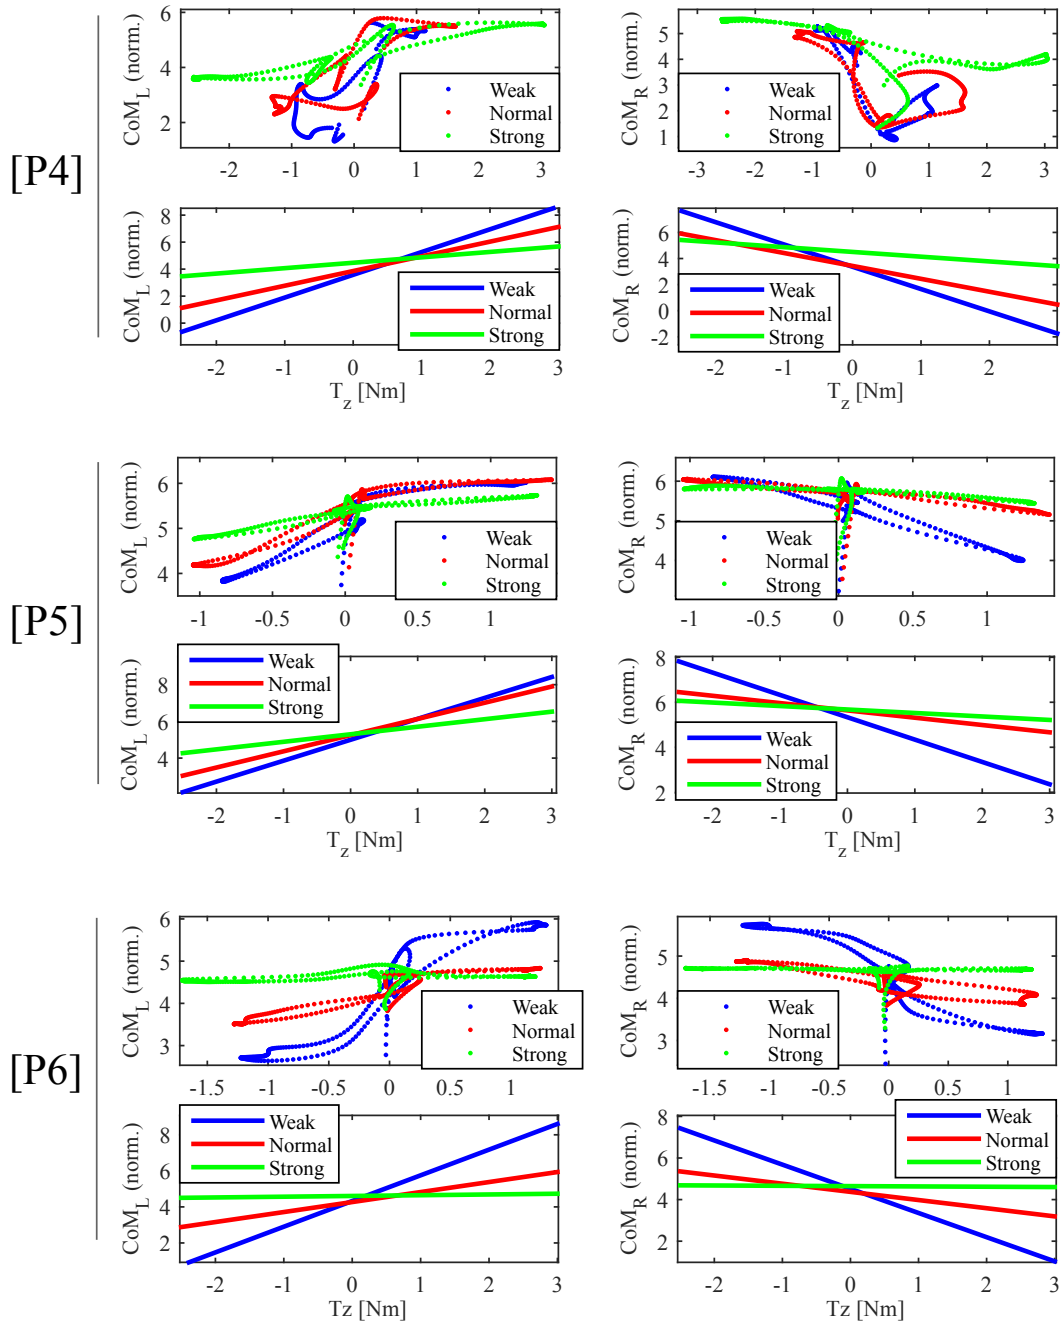 [P4]
CoM_L (norm.)
6
4
2
-2 -1 0 1 2 3
Weak
Normal
Strong
CoM_R (norm.)
5
4
3
2
1
-3 -2 -1 0 1 2 3
Weak
Normal
Strong
CoM_L (norm.)
8
6
4
2
0
-2 -1 0 1 2 3
T_z [Nm]
Weak
Normal
Strong
CoM_R (norm.)
6
4
2
0
-2
-2 -1 0 1 2 3
T_z [Nm]
Weak
Normal
Strong
[P5]
CoM_L (norm.)
6
5
4
-1 -0.5 0 0.5 1
Weak
Normal
Strong
CoM_R (norm.)
6
5
4
-1 -0.5 0 0.5 1
Weak
Normal
Strong
CoM_L (norm.)
8
6
4
-2 -1 0 1 2 3
T_z [Nm]
Weak
Normal
Strong
CoM_R (norm.)
8
6
4
2
-2 -1 0 1 2 3
T_z [Nm]
Weak
Normal
Strong
[P6]
CoM_L (norm.)
6
5
4
3
-1.5 -1 -0.5 0 0.5 1
Weak
Normal
Strong
CoM_R (norm.)
5
4
3
-1.5 -1 -0.5 0 0.5 1
Weak
Normal
Strong
CoM_L (norm.)
8
6
4
2
-2 -1 0 1 2 3
Tz [Nm]
Weak
Normal
Strong
CoM_R (norm.)
8
6
4
2
-2 -1 0 1 2 3
Tz [Nm]
Weak
Normal
Strong